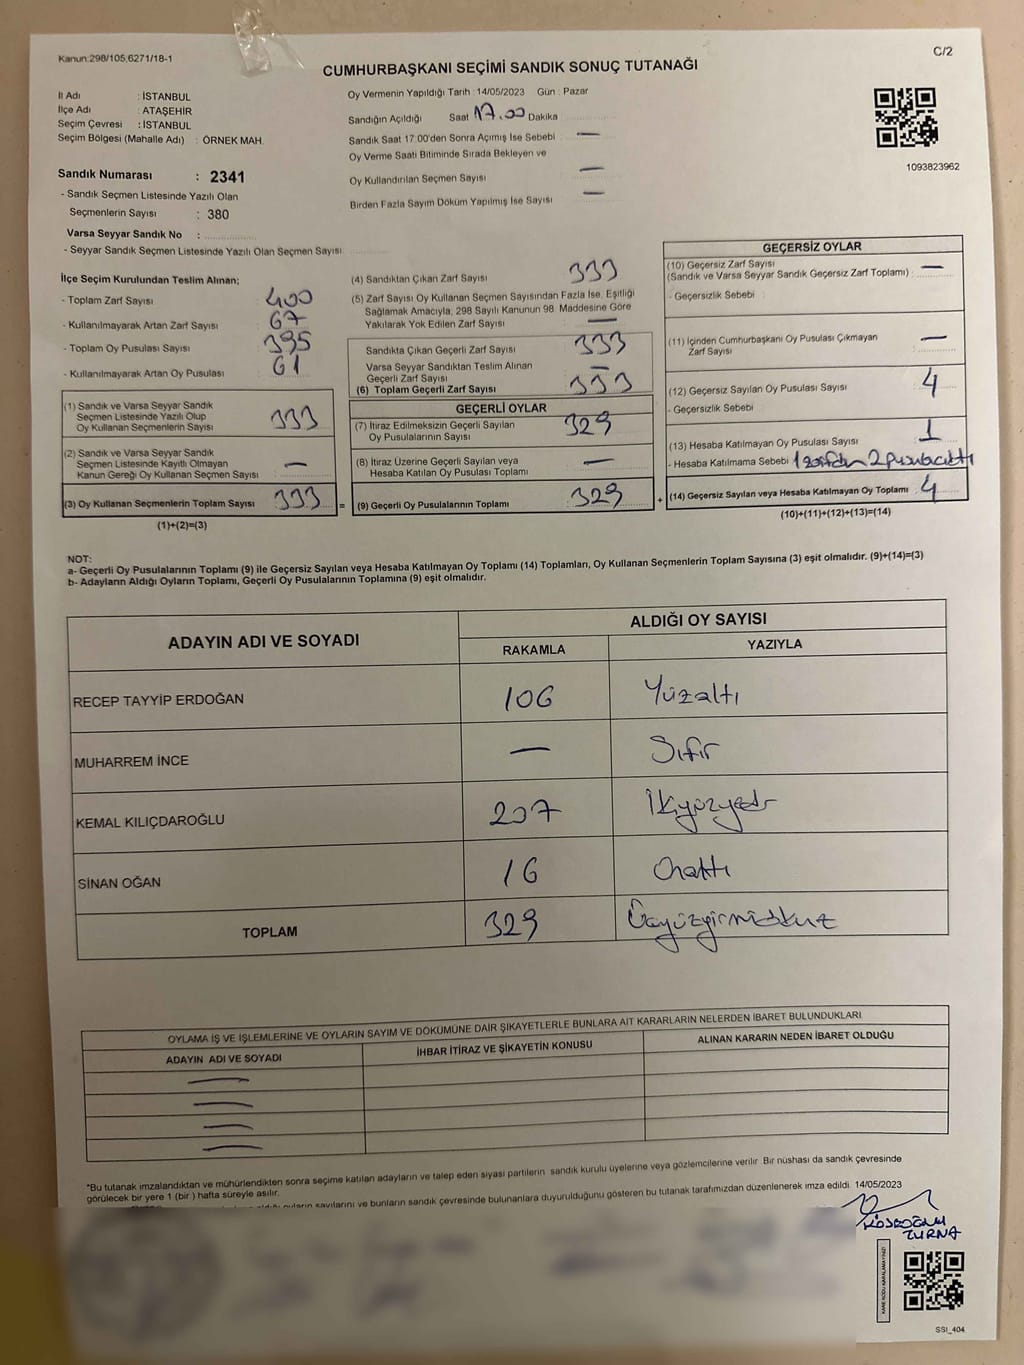 Kanun:298/105;6271/18-1
C/2
CUMHURBAŞKANI SEÇİMİ SANDIK SONUÇ TUTANAĞI
İl Adı : İSTANBUL
İlçe Adı : ATAŞEHİR
Seçim Çevresi : İSTANBUL
Seçim Bölgesi (Mahalle Adı) : ÖRNEK MAH.
Sandık Numarası : 2341
- Sandık Seçmen Listesinde Yazılı Olan
Seçmenlerin Sayısı : 380
Varsa Seyyar Sandık No :
- Seyyar Sandık Seçmen Listesinde Yazılı Olan Seçmen Sayısı
Oy Vermenin Yapıldığı Tarih : 14/05/2023 Gün : Pazar
Sandığın Açıldığı Saat 17.00 Dakika
Sandık Saat 17:00'den Sonra Açılmış İse Sebebi —
Oy Verme Saati Bitiminde Sırada Bekleyen ve
Oy Kullandırılan Seçmen Sayısı —
Birden Fazla Sayım Döküm Yapılmış İse Sayısı —
1093823962
İlçe Seçim Kurulundan Teslim Alınan;
- Toplam Zarf Sayısı : 400
- Kullanılmayarak Artan Zarf Sayısı : 67
- Toplam Oy Pusulası Sayısı : 395
- Kullanılmayarak Artan Oy Pusulası : 61
(1) Sandık ve Varsa Seyyar Sandık
Seçmen Listesinde Yazılı Olup
Oy Kullanan Seçmenlerin Sayısı : 333
(2) Sandık ve Varsa Seyyar Sandık
Seçmen Listesinde Kayıtlı Olmayan
Kanun Gereği Oy Kullanan Seçmen Sayısı : —
(3) Oy Kullanan Seçmenlerin Toplam Sayısı : 333
(1)+(2)=(3)
(4) Sandıktan Çıkan Zarf Sayısı 333
(5) Zarf Sayısı Oy Kullanan Seçmen Sayısından Fazla İse, Eşitliği
Sağlamak Amacıyla, 298 Sayılı Kanunun 98. Maddesine Göre
Yakılarak Yok Edilen Zarf Sayısı —
Sandıkta Çıkan Geçerli Zarf Sayısı 333
Varsa Seyyar Sandıktan Teslim Alınan
Geçerli Zarf Sayısı —
(6) Toplam Geçerli Zarf Sayısı 333
GEÇERLİ OYLAR
(7) İtiraz Edilmeksizin Geçerli Sayılan
Oy Pusulalarının Sayısı 329
(8) İtiraz Üzerine Geçerli Sayılan veya
Hesaba Katılan Oy Pusulası Toplamı —
= (9) Geçerli Oy Pusulalarının Toplamı 329
GEÇERSİZ OYLAR
(10) Geçersiz Zarf Sayısı
(Sandık ve Varsa Seyyar Sandık Geçersiz Zarf Toplamı) : —
- Geçersizlik Sebebi :
(11) İçinden Cumhurbaşkanı Oy Pusulası Çıkmayan
Zarf Sayısı : —
(12) Geçersiz Sayılan Oy Pusulası Sayısı 4
- Geçersizlik Sebebi
(13) Hesaba Katılmayan Oy Pusulası Sayısı 1
- Hesaba Katılmama Sebebi 1 zarftan 2 pusula çıktı
+ (14) Geçersiz Sayılan veya Hesaba Katılmayan Oy Toplamı : 4
(10)+(11)+(12)+(13)=(14)
NOT:
a- Geçerli Oy Pusulalarının Toplamı (9) ile Geçersiz Sayılan veya Hesaba Katılmayan Oy Toplamı (14) Toplamları, Oy Kullanan Seçmenlerin Toplam Sayısına (3) eşit olmalıdır. (9)+(14)=(3)
b- Adayların Aldığı Oyların Toplamı, Geçerli Oy Pusulalarının Toplamına (9) eşit olmalıdır.
ADAYIN ADI VE SOYADI
ALDIĞI OY SAYISI
RAKAMLA YAZIYLA
RECEP TAYYİP ERDOĞAN 106 Yüzaltı
MUHARREM İNCE — Sıfır
KEMAL KILIÇDAROĞLU 207 İkiyüzyedi
SİNAN OĞAN 16 Onaltı
TOPLAM 329 Üçyüzyirmidokuz
OYLAMA İŞ VE İŞLEMLERİNE VE OYLARIN SAYIM VE DÖKÜMÜNE DAİR ŞİKAYETLERLE BUNLARA AİT KARARLARIN NELERDEN İBARET BULUNDUKLARI
ADAYIN ADI VE SOYADI İHBAR İTİRAZ VE ŞİKAYETİN KONUSU ALINAN KARARIN NEDEN İBARET OLDUĞU
—
—
—
—
*Bu tutanak imzalandıktan ve mühürlendikten sonra seçime katılan adayların ve talep eden siyasi partilerin sandık kurulu üyelerine veya gözlemcilerine verilir. Bir nüshası da sandık çevresinde
görülecek bir yere 1 (bir ) hafta süreyle asılır.
oyların sayılarını ve bunların sandık çevresinde bulunanlara duyurulduğunu gösteren bu tutanak tarafımızdan düzenlenerek imza edildi. 14/05/2023
KÖSEOĞLU
ZURNA
KARE KODU KARALAMAYINIZ!
SSI_404